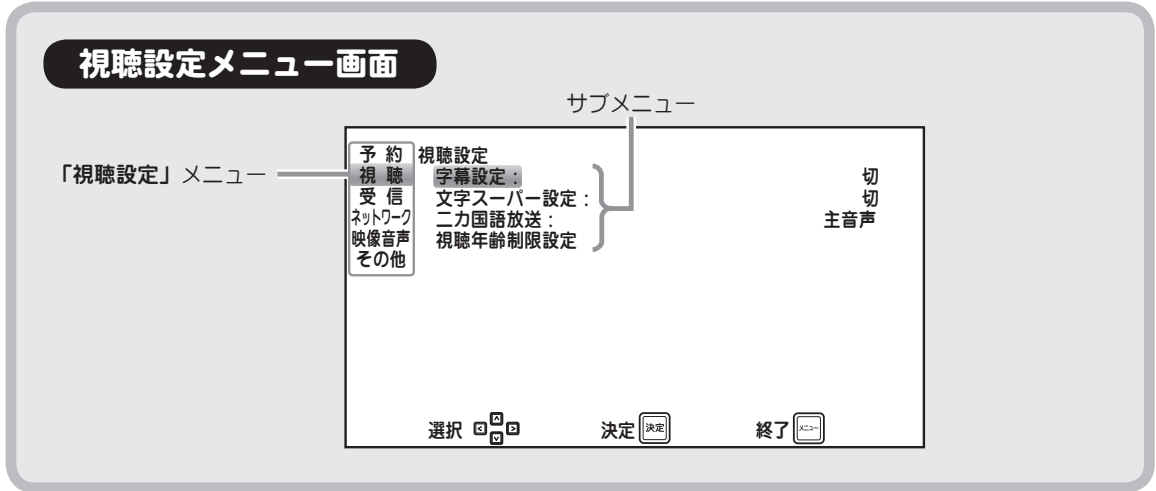 視聴設定メニュー画面
サブメニュー
「視聴設定」メニュー
予 約
視 聴
受 信
ネットワーク
映像音声
その他
視聴設定
字幕設定： 切
文字スーパー設定： 切
二カ国語放送： 主音声
視聴年齢制限設定
選択 決定 決定 終了 メニュー